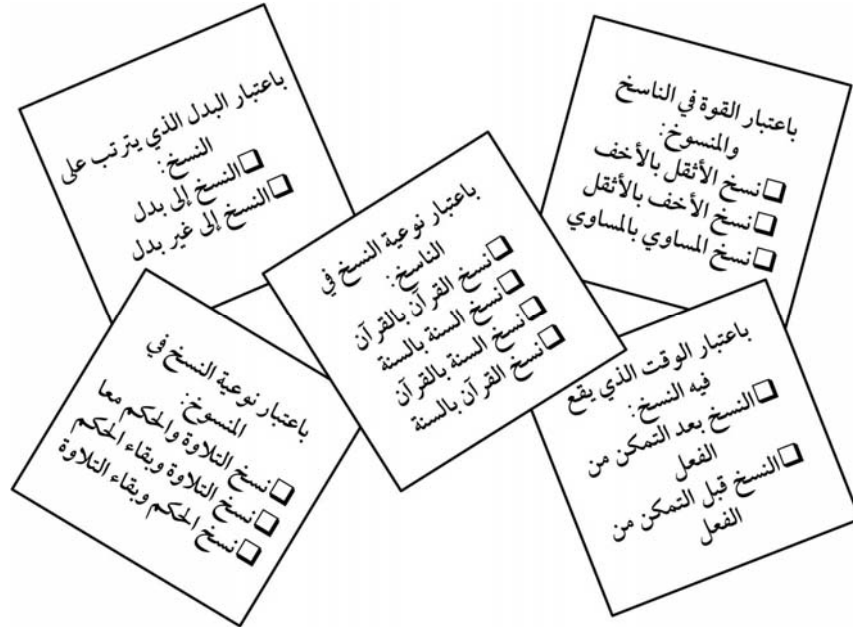 باعتبار القوة في الناسخ
والمنسوخ:
❑ نسخ الأثقل بالأخف
❑ نسخ الأخف بالأثقل
❑ نسخ المساوي بالمساوي
باعتبار البدل الذي يترتب على
النسخ:
❑ النسخ إلى بدل
❑ النسخ إلى غير بدل
باعتبار نوعية النسخ في
الناسخ:
❑ نسخ القرآن بالقرآن
❑ نسخ السنة بالسنة
❑ نسخ السنة بالقرآن
❑ نسخ القرآن بالسنة
باعتبار الوقت الذي يقع
فيه النسخ:
❑ النسخ بعد التمكن من
الفعل
❑ النسخ قبل التمكن من
الفعل
باعتبار نوعية النسخ في
المنسوخ:
❑ نسخ التلاوة والحكم معا
❑ نسخ التلاوة وبقاء الحكم
❑ نسخ الحكم وبقاء التلاوة